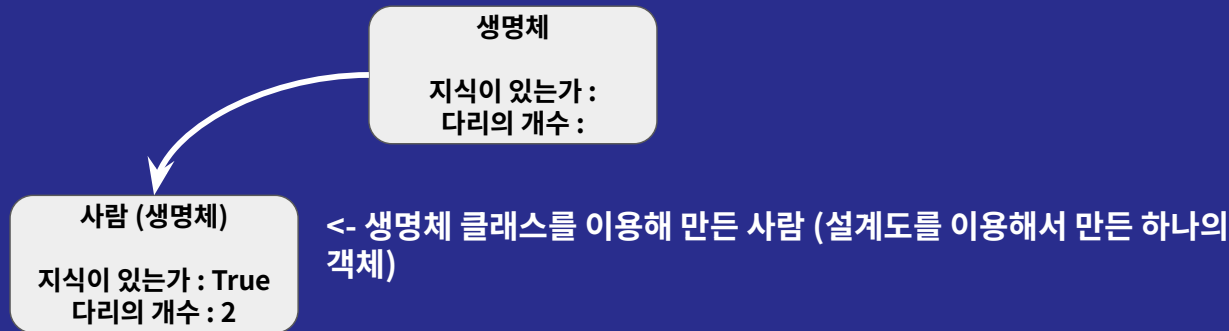 생명체
지식이 있는가 :
다리의 개수 :
사람 (생명체)
지식이 있는가 : True
다리의 개수 : 2
<- 생명체 클래스를 이용해 만든 사람 (설계도를 이용해서 만든 하나의
객체)